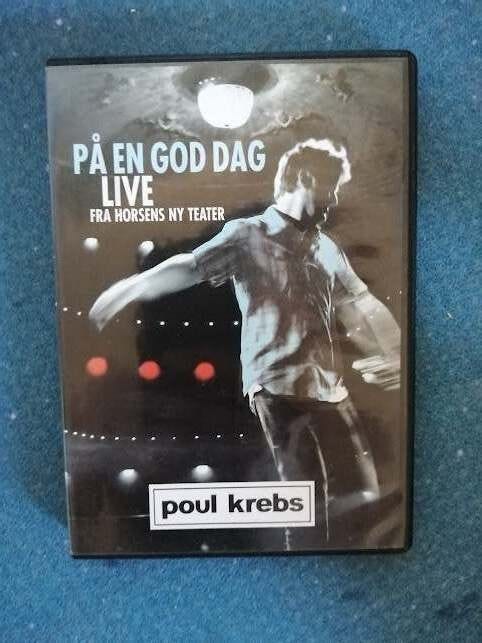 PÅ EN GOD DAG
LIVE
FRA HORSENS NY TEATER
poul krebs